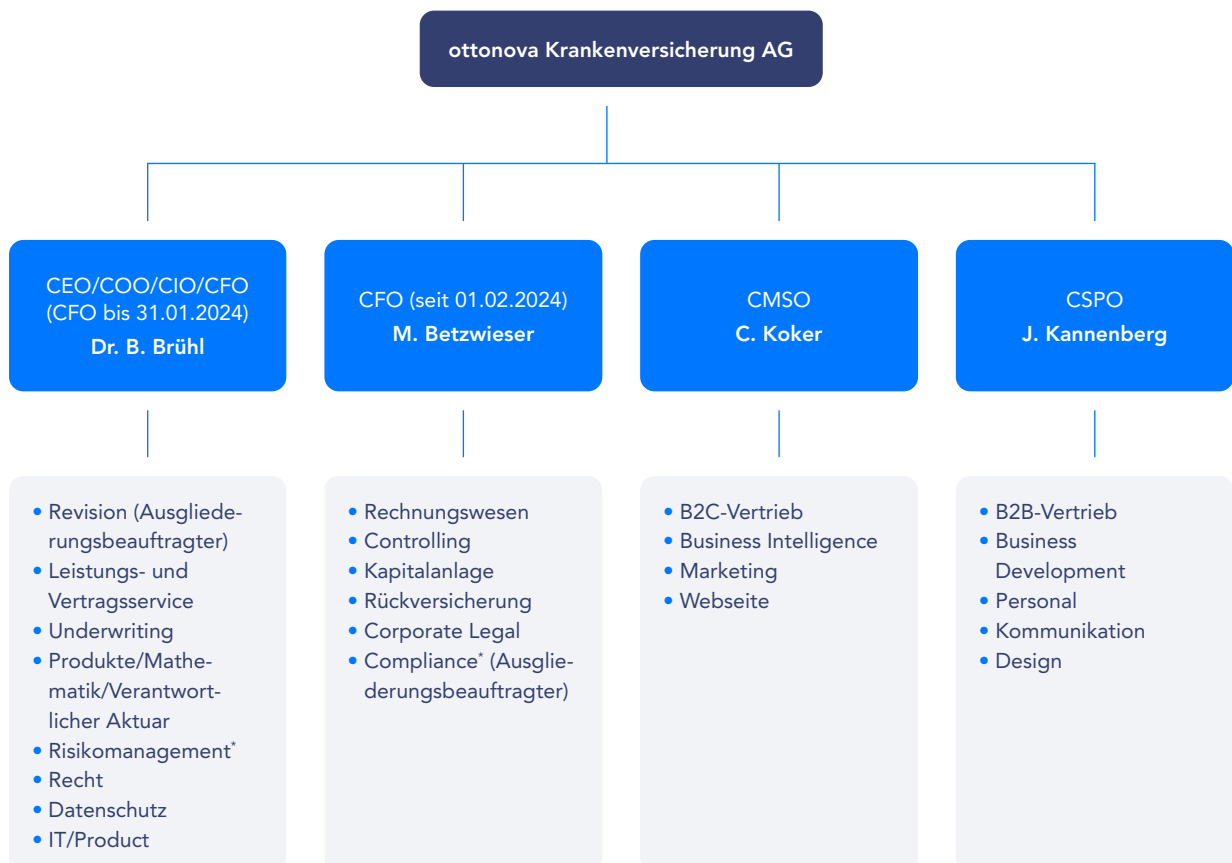 ottonova Krankenversicherung AG
CEO/COO/CIO/CFO
(CFO bis 31.01.2024)
Dr. B. Brühl
CFO (seit 01.02.2024)
M. Betzwieser
CMSO
C. Koker
CSPO
J. Kannenberg
• Revision (Ausgliede-
rungsbeauftragter)
• Leistungs- und
Vertragsservice
• Underwriting
• Produkte/Mathe-
matik/Verantwort-
licher Aktuar
• Risikomanagement*
• Recht
• Datenschutz
• IT/Product
• Rechnungswesen
• Controlling
• Kapitalanlage
• Rückversicherung
• Corporate Legal
• Compliance* (Ausglie-
derungsbeauftragter)
• B2C-Vertrieb
• Business Intelligence
• Marketing
• Webseite
• B2B-Vertrieb
• Business
Development
• Personal
• Kommunikation
• Design